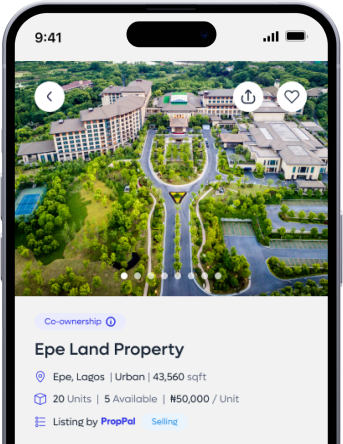 9:41
Co-ownership
Epe Land Property
Epe, Lagos | Urban | 43,560 sqft
20 Units | 5 Available | ₦50,000 / Unit
Listing by PropPal Selling